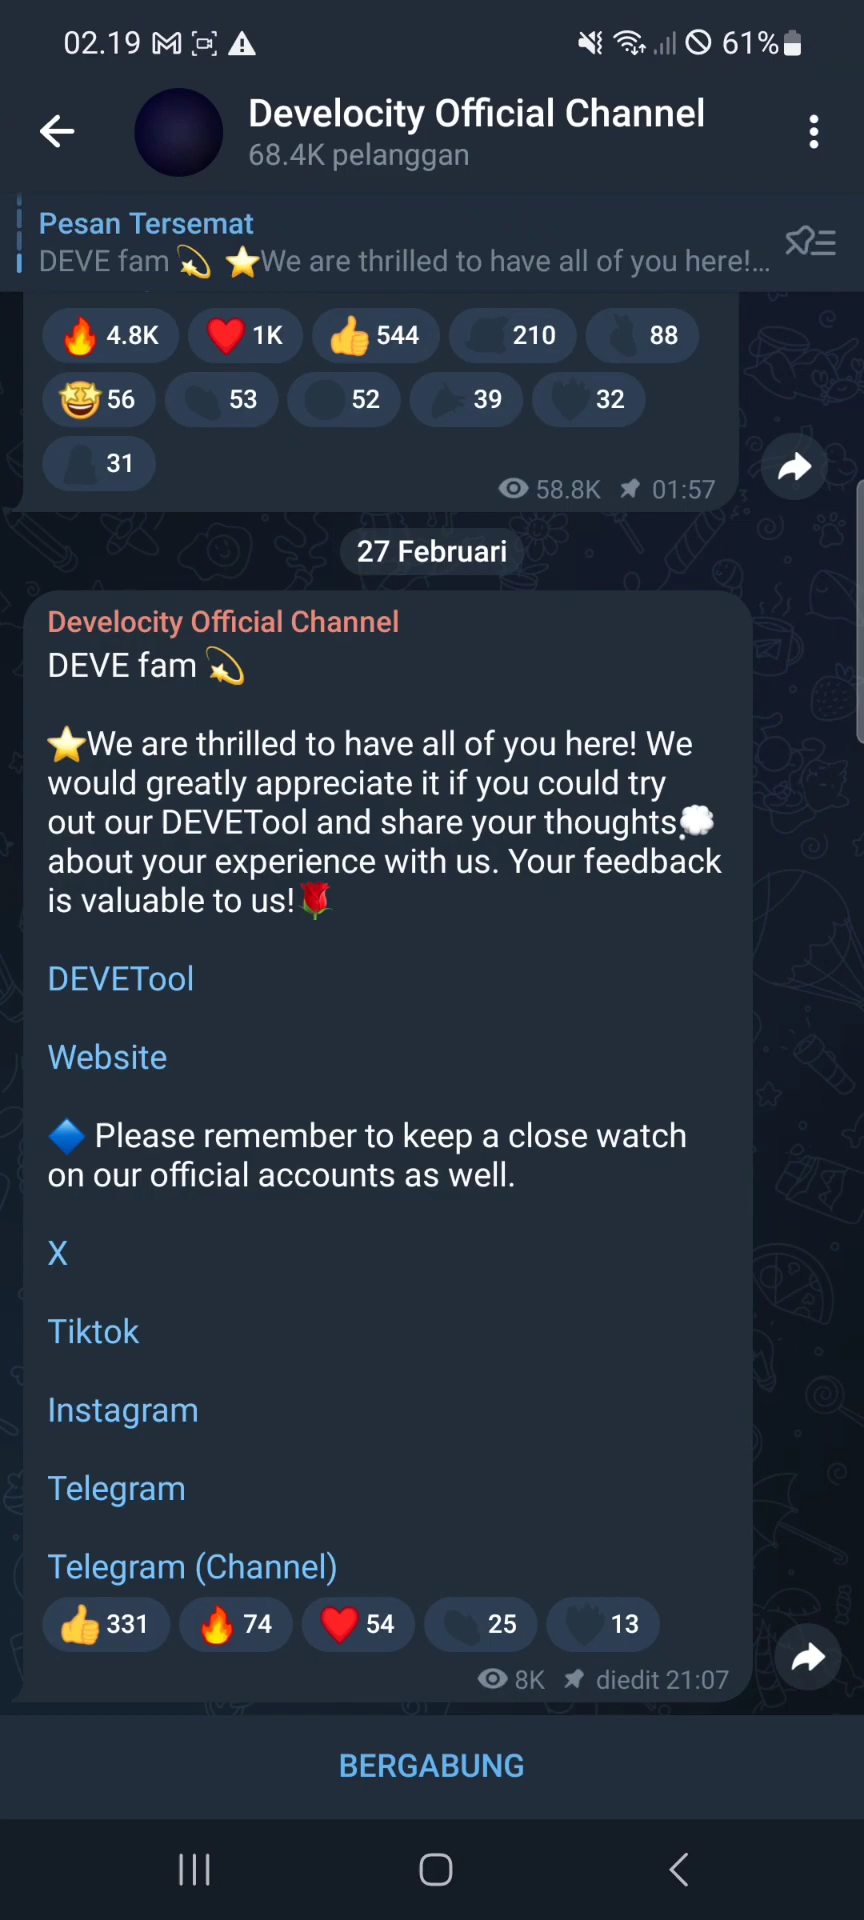 02.19
61%
Develocity Official Channel
68.4K pelanggan
Pesan Tersemat
DEVE fam 💫 ⭐We are thrilled to have all of you here!...
🔥 4.8K ❤ 1K 👍 544 210 88
🤩 56 53 52 39 32
31
58.8K 01:57
27 Februari
Develocity Official Channel
DEVE fam 💫
⭐We are thrilled to have all of you here! We
would greatly appreciate it if you could try
out our DEVETool and share your thoughts💭
about your experience with us. Your feedback
is valuable to us!🌹
DEVETool
Website
🔷 Please remember to keep a close watch
on our official accounts as well.
X
Tiktok
Instagram
Telegram
Telegram (Channel)
👍 331 🔥 74 ❤ 54 25 13
8K diedit 21:07
BERGABUNG